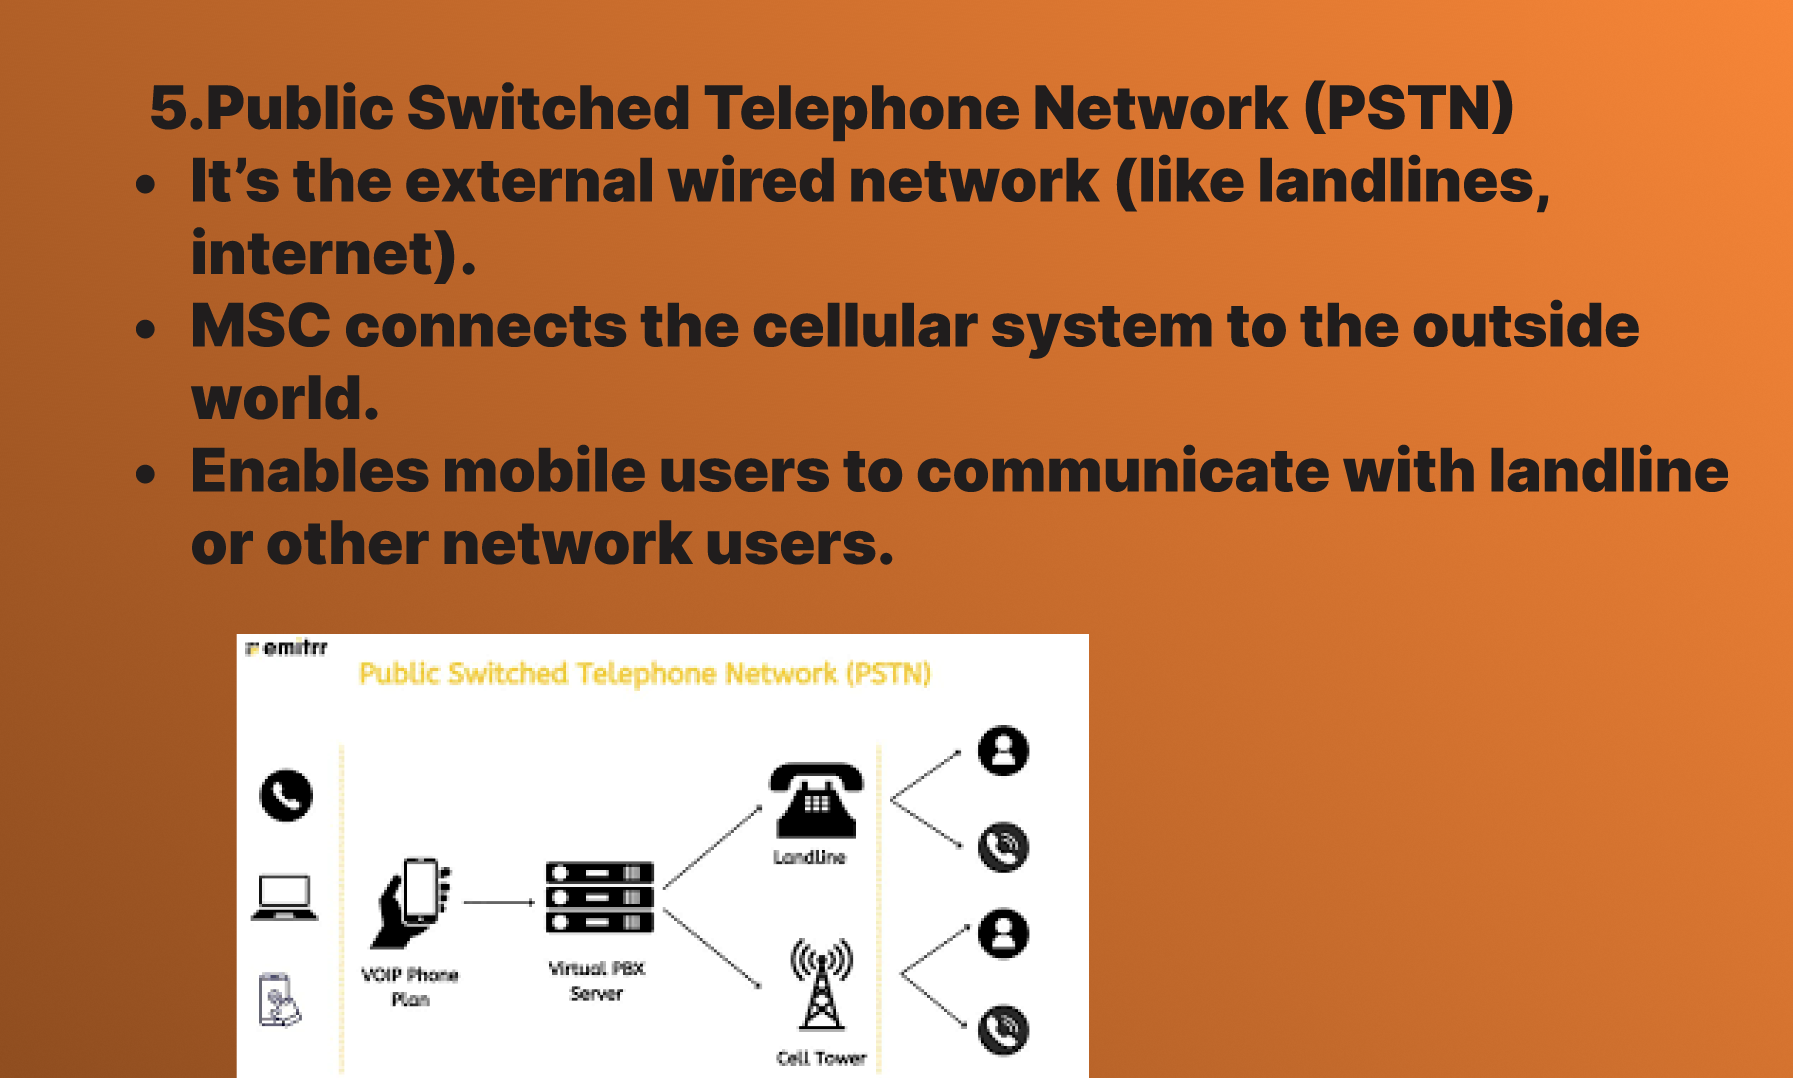 5.Public Switched Telephone Network (PSTN)
• It’s the external wired network (like landlines,
internet).
• MSC connects the cellular system to the outside
world.
• Enables mobile users to communicate with landline
or other network users.
emitrr
Public Switched Telephone Network (PSTN)
Landline
VOIP Phone
Plan
Virtual PBX
Server
Cell Tower